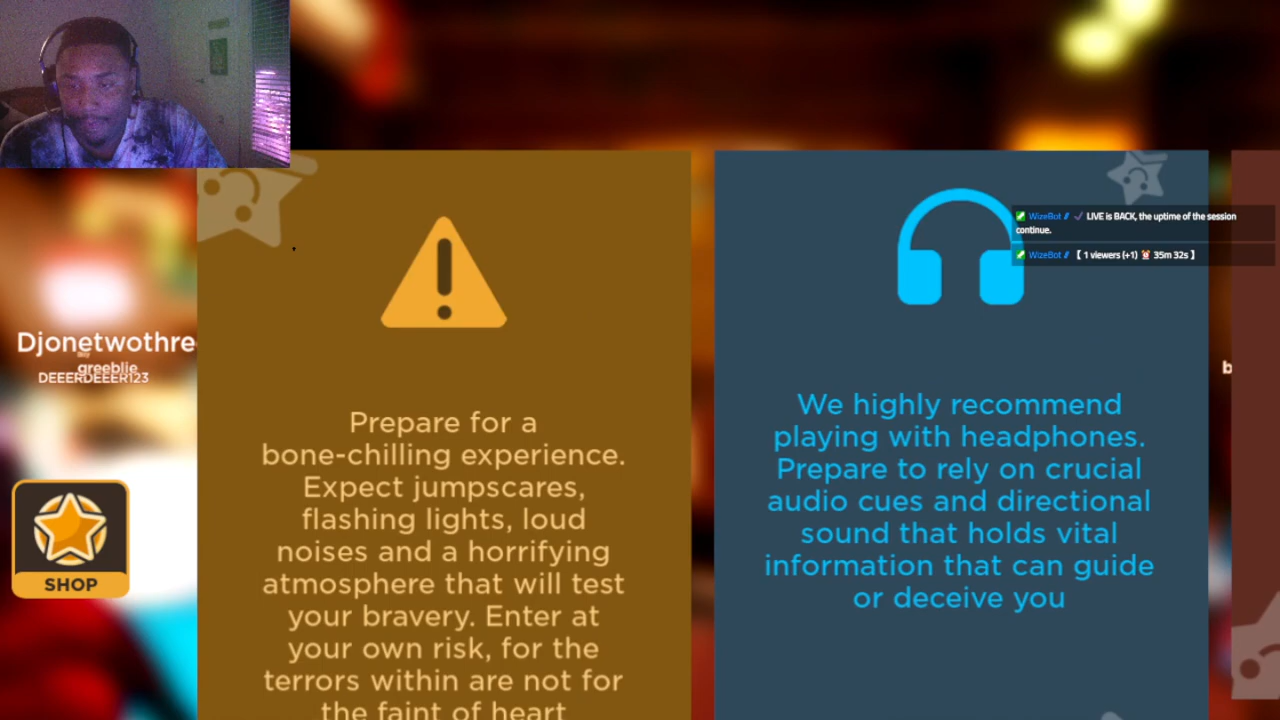 WizeBot // ✓ LIVE is BACK, the uptime of the session
continue.
WizeBot // 【 1 viewers (+1) ⏰ 35m 32s 】
Djonetwothre
greeblie
DEEERDEEER123
SHOP
Prepare for a
bone-chilling experience.
Expect jumpscares,
flashing lights, loud
noises and a horrifying
atmosphere that will test
your bravery. Enter at
your own risk, for the
terrors within are not for
the faint of heart
We highly recommend
playing with headphones.
Prepare to rely on crucial
audio cues and directional
sound that holds vital
information that can guide
or deceive you
b